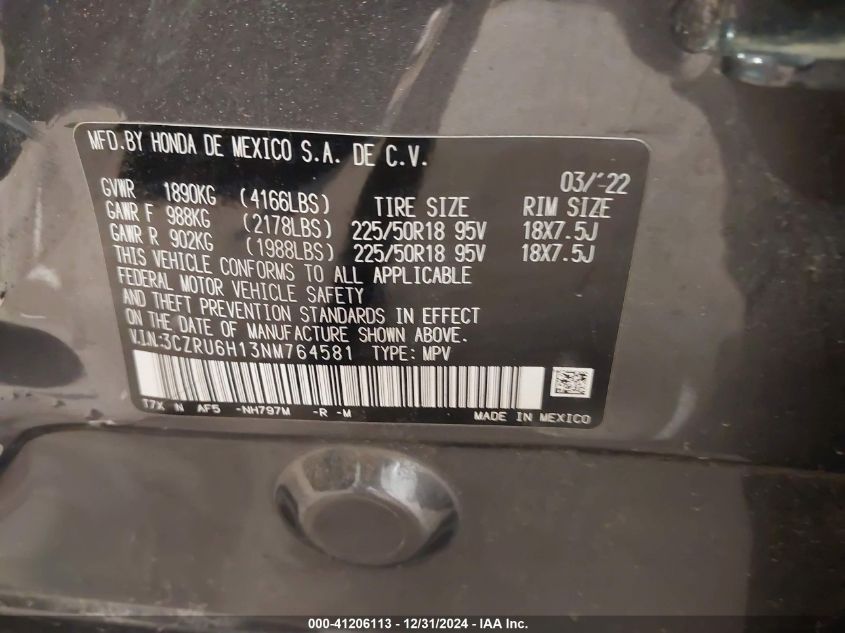 MFD.BY HONDA DE MEXICO S.A. DE C.V.
03/22
GVWR 1890KG (4166LBS) TIRE SIZE RIM SIZE
GAWR F 988KG (2178LBS) 225/50R18 95V 18X7.5J
GAWR R 902KG (1988LBS) 225/50R18 95V 18X7.5J
THIS VEHICLE CONFORMS TO ALL APPLICABLE
FEDERAL MOTOR VEHICLE SAFETY
AND THEFT PREVENTION STANDARDS IN EFFECT
ON THE DATE OF MANUFACTURE SHOWN ABOVE.
V.I.N.:3CZRU6H13NM764581 TYPE: MPV
T7X N AF5 -NH797M -R -M MADE IN MEXICO
000-41206113 - 12/31/2024 - IAA Inc.